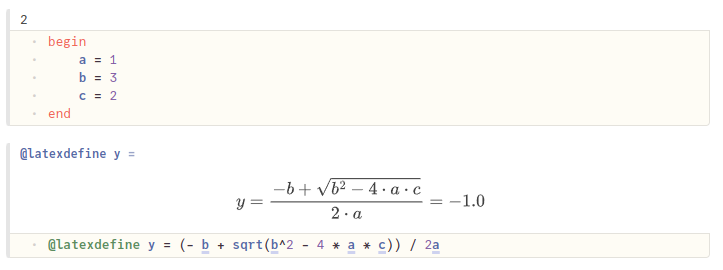 2
begin
a = 1
b = 3
c = 2
end
@latexdefine y =
y = \frac{-b + \sqrt{b^2 - 4 \cdot a \cdot c}}{2 \cdot a} = -1.0
@latexdefine y = (- b + sqrt(b^2 - 4 * a * c)) / 2a